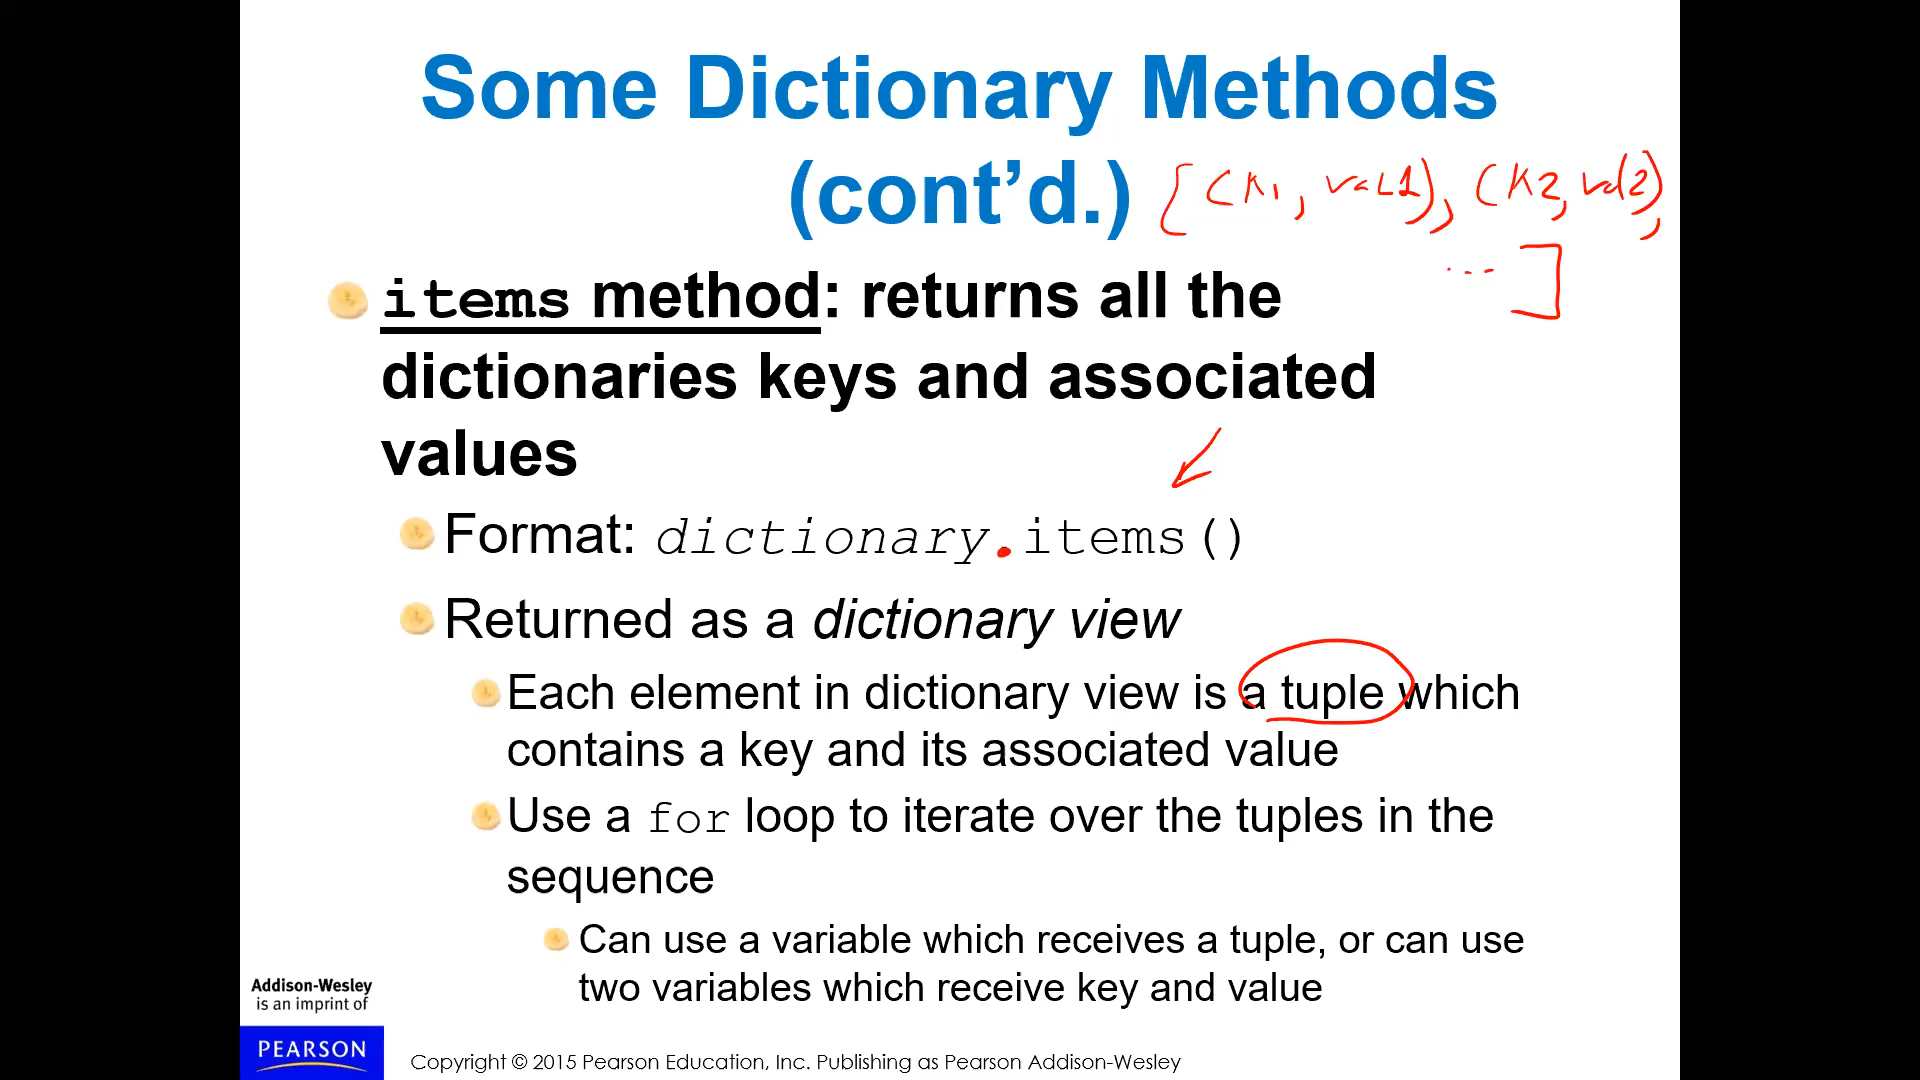 Some Dictionary Methods
(cont’d.) [(K1, val1), (K2, val2),
... ]
items method: returns all the
dictionaries keys and associated
values
Format: dictionary.items()
Returned as a dictionary view
Each element in dictionary view is a tuple which
contains a key and its associated value
Use a for loop to iterate over the tuples in the
sequence
Can use a variable which receives a tuple, or can use
two variables which receive key and value
Addison-Wesley
is an imprint of
PEARSON
Copyright © 2015 Pearson Education, Inc. Publishing as Pearson Addison-Wesley